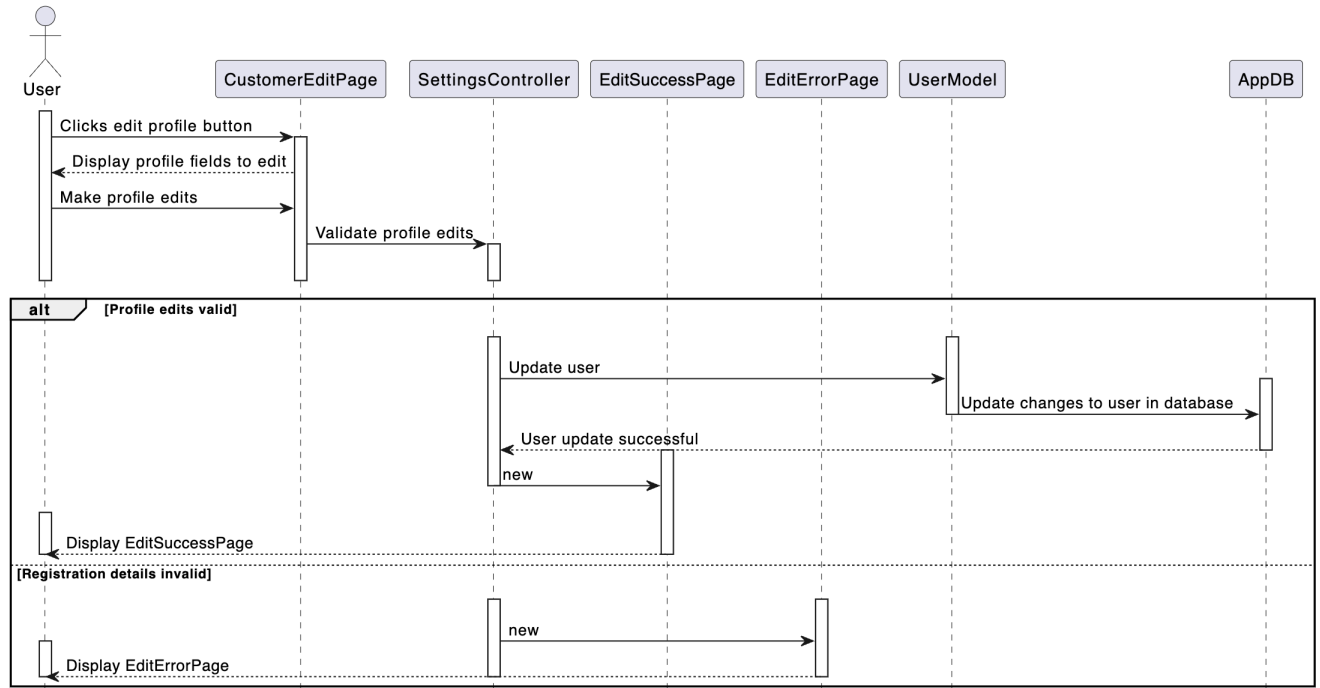 User
CustomerEditPage
SettingsController
EditSuccessPage
EditErrorPage
UserModel
AppDB
Clicks edit profile button
Display profile fields to edit
Make profile edits
Validate profile edits
alt
[Profile edits valid]
Update user
Update changes to user in database
User update successful
new
Display EditSuccessPage
[Registration details invalid]
new
Display EditErrorPage